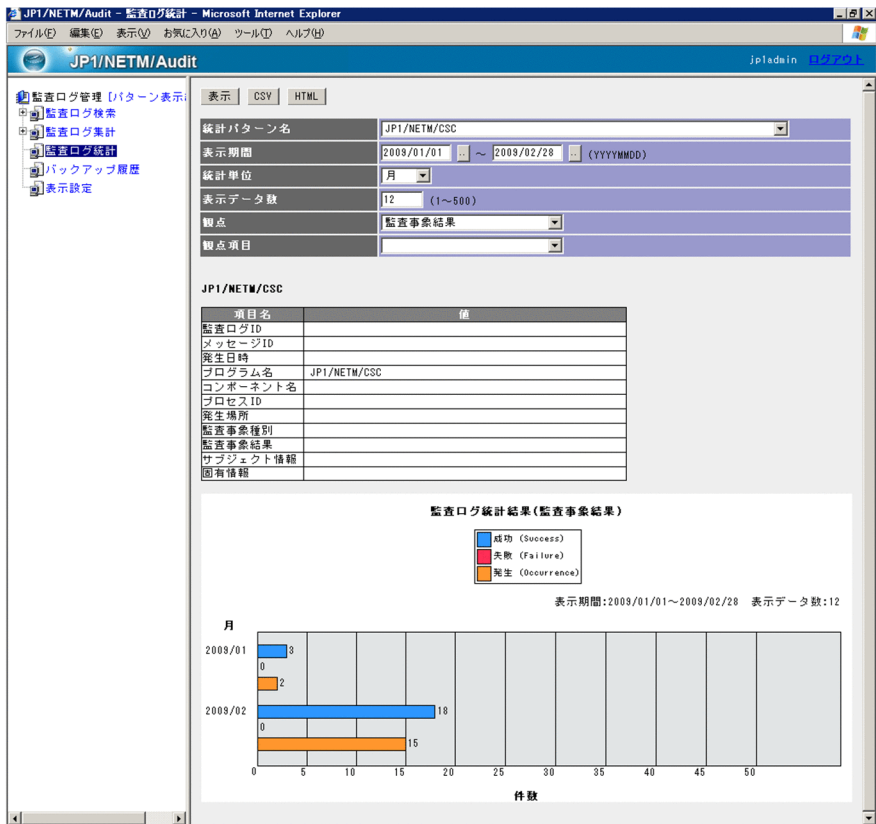 JP1/NETM/Audit - 監査ログ統計 - Microsoft Internet Explorer
ファイル(F) 編集(E) 表示(V) お気に入り(A) ツール(T) ヘルプ(H)
JP1/NETM/Audit
jp1admin ログアウト
監査ログ管理 [パターン表示
監査ログ検索
監査ログ集計
監査ログ統計
バックアップ履歴
表示設定
表示 CSV HTML
統計パターン名 JP1/NETM/CSC
表示期間 2009/01/01 .. ～ 2009/02/28 .. (YYYYMMDD)
統計単位 月
表示データ数 12 (1～500)
観点 監査事象結果
観点項目
JP1/NETM/CSC
項目名 値
監査ログID
メッセージID
発生日時
プログラム名 JP1/NETM/CSC
コンポーネント名
プロセスID
発生場所
監査事象種別
監査事象結果
サブジェクト情報
固有情報
監査ログ統計結果(監査事象結果)
成功 (Success)
失敗 (Failure)
発生 (Occurrence)
表示期間:2009/01/01～2009/02/28 表示データ数:12
月
2009/01 3
0
2
2009/02 18
0
15
0 5 10 15 20 25 30 35 40 45 50
件数